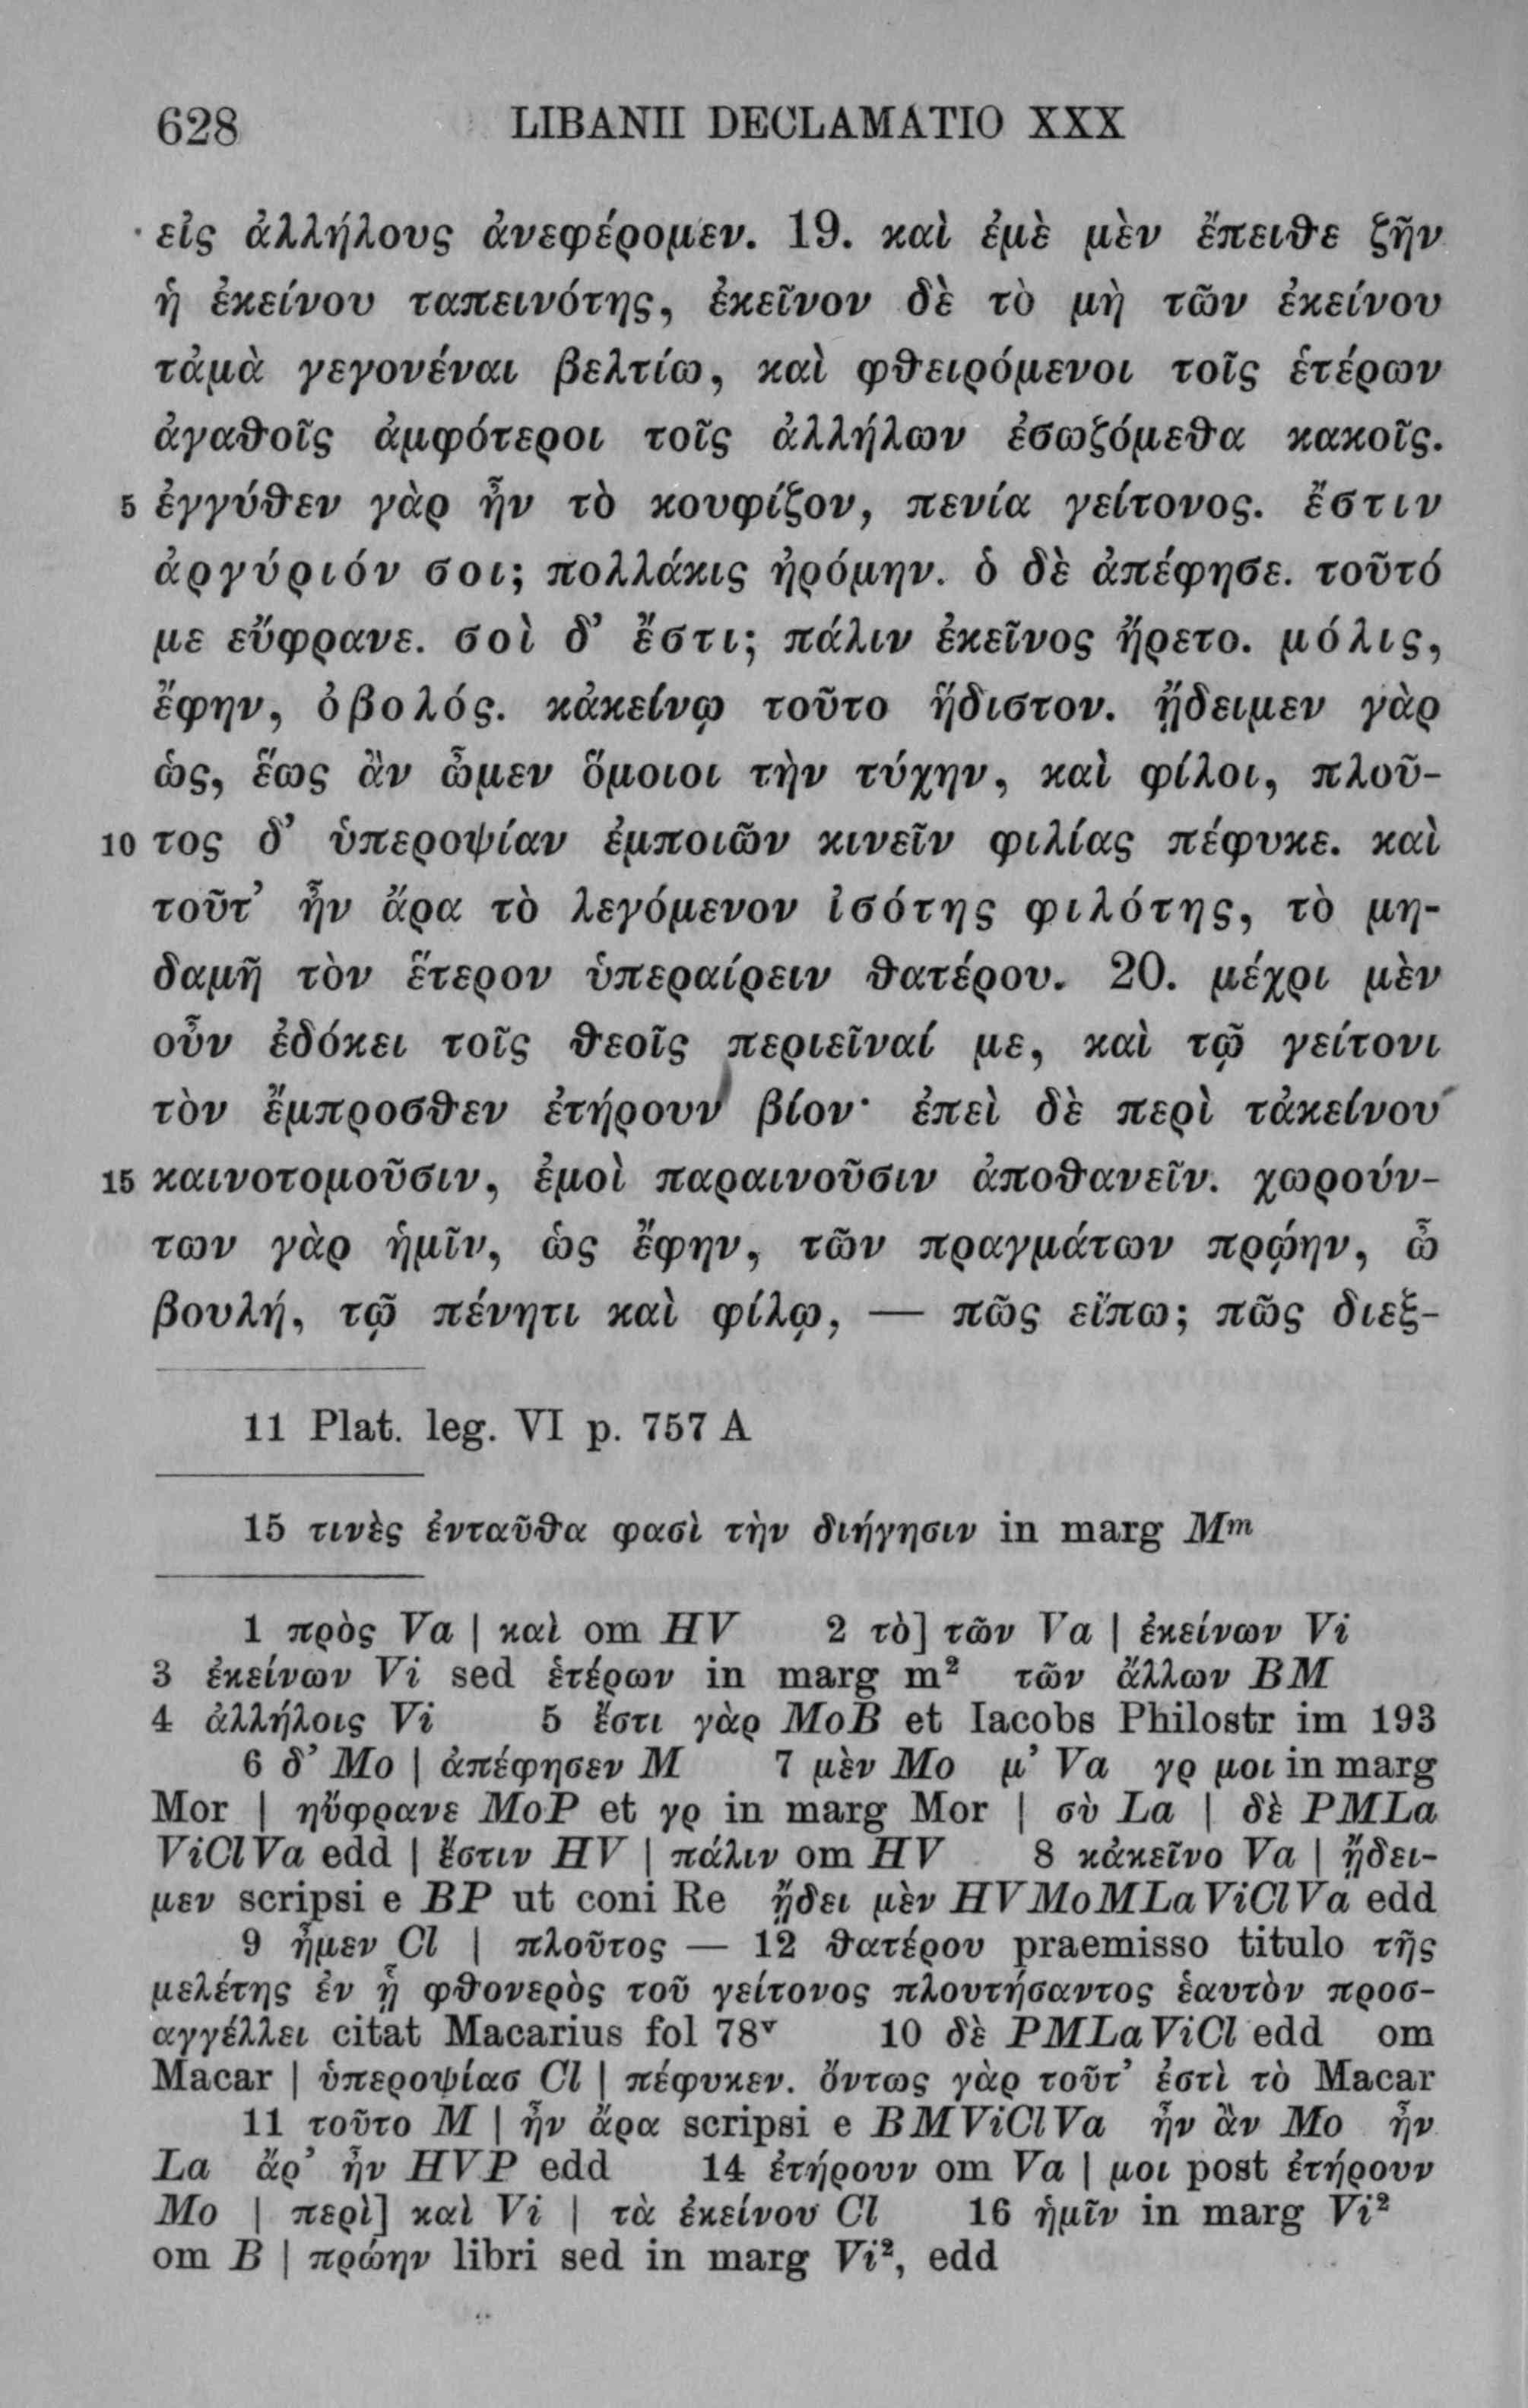 628 LIBANII DECLAMATIO XXX
εἰς ἀλλήλους ἀνεφέρομεν. 19. καὶ ἐμὲ μὲν ἔπειθε ζῆν
ἡ ἐκείνου ταπεινότης, ἐκεῖνον δὲ τὸ μὴ τῶν ἐκείνου
τἀμὰ γεγονέναι βελτίω, καὶ φθειρόμενοι τοῖς ἑτέρων
ἀγαθοῖς ἀμφότεροι τοῖς ἀλλήλων ἐσωζόμεθα κακοῖς.
5 ἐγγύθεν γὰρ ἦν τὸ κουφίζον, πενία γείτονος. ἔστιν
ἀργύριόν σοι; πολλάκις ἠρόμην. ὁ δὲ ἀπέφησε. τοῦτό
με εὔφρανε. σοὶ δ’ ἔστι; πάλιν ἐκεῖνος ἤρετο. μόλις,
ἔφην, ὀβολός. κἀκείνῳ τοῦτο ἥδιστον. ᾔδειμεν γὰρ
ὡς, ἕως ἂν ὦμεν ὅμοιοι τὴν τύχην, καὶ φίλοι, πλοῦ-
10 τος δ’ ὑπεροψίαν ἐμποιῶν κινεῖν φιλίας πέφυκε. καὶ
τοῦτ’ ἦν ἄρα τὸ λεγόμενον ἰσότης φιλότης, τὸ μη-
δαμῆ τὸν ἕτερον ὑπεραίρειν θατέρου. 20. μέχρι μὲν
οὖν ἐδόκει τοῖς θεοῖς περιεῖναί με, καὶ τῷ γείτονι
τὸν ἔμπροσθεν ἐτήρουν βίον· ἐπεὶ δὲ περὶ τἀκείνου
15 καινοτομοῦσιν, ἐμοὶ παραινοῦσιν ἀποθανεῖν. χωρούν-
των γὰρ ἡμῖν, ὡς ἔφην, τῶν πραγμάτων πρῴην, ὦ
βουλή, τῷ πένητι καὶ φίλῳ, — πῶς εἴπω; πῶς διεξ-
11 Plat. leg. VI p. 757 A
15 τινὲς ἐνταῦθα φασὶ τὴν διήγησιν in marg Mᵐ
1 πρὸς Va | καὶ om HV 2 τὸ] τῶν Va | ἐκείνων Vi
3 ἐκείνων Vi sed ἑτέρων in marg m² τῶν ἄλλων BM
4 ἀλλήλοις Vi 5 ἔστι γὰρ MoB et Iacobs Philostr im 193
6 δ’ Mo | ἀπέφησεν M 7 μὲν Mo μ’ Va γρ μοι in marg
Mor | ηὔφρανε MoP et γρ in marg Mor | σὺ La | δὲ PMLa
ViClVa edd | ἔστιν HV | πάλιν om HV 8 κἀκεῖνο Va | ᾔδει-
μεν scripsi e BP ut coni Re ᾔδει μὲν HVMoMLaViClVa edd
9 ἦμεν Cl | πλοῦτος — 12 θατέρου praemisso titulo τῆς
μελέτης ἐν ᾗ φθονερὸς τοῦ γείτονος πλουτήσαντος ἑαυτὸν προσ-
αγγέλλει citat Macarius fol 78ᵛ 10 δὲ PMLaViCl edd om
Macar | ὑπεροψίασ Cl | πέφυκεν. ὄντως γὰρ τοῦτ’ ἐστὶ τὸ Macar
11 τοῦτο M | ἦν ἄρα scripsi e BMViClVa ἦν ἂν Mo ἦν
La ἄρ’ ἦν HVP edd 14 ἐτήρουν om Va | μοι post ἐτήρουν
Mo | περὶ] καὶ Vi | τὰ ἐκείνου Cl 16 ἡμῖν in marg Vi²
om B | πρώην libri sed in marg Vi², edd